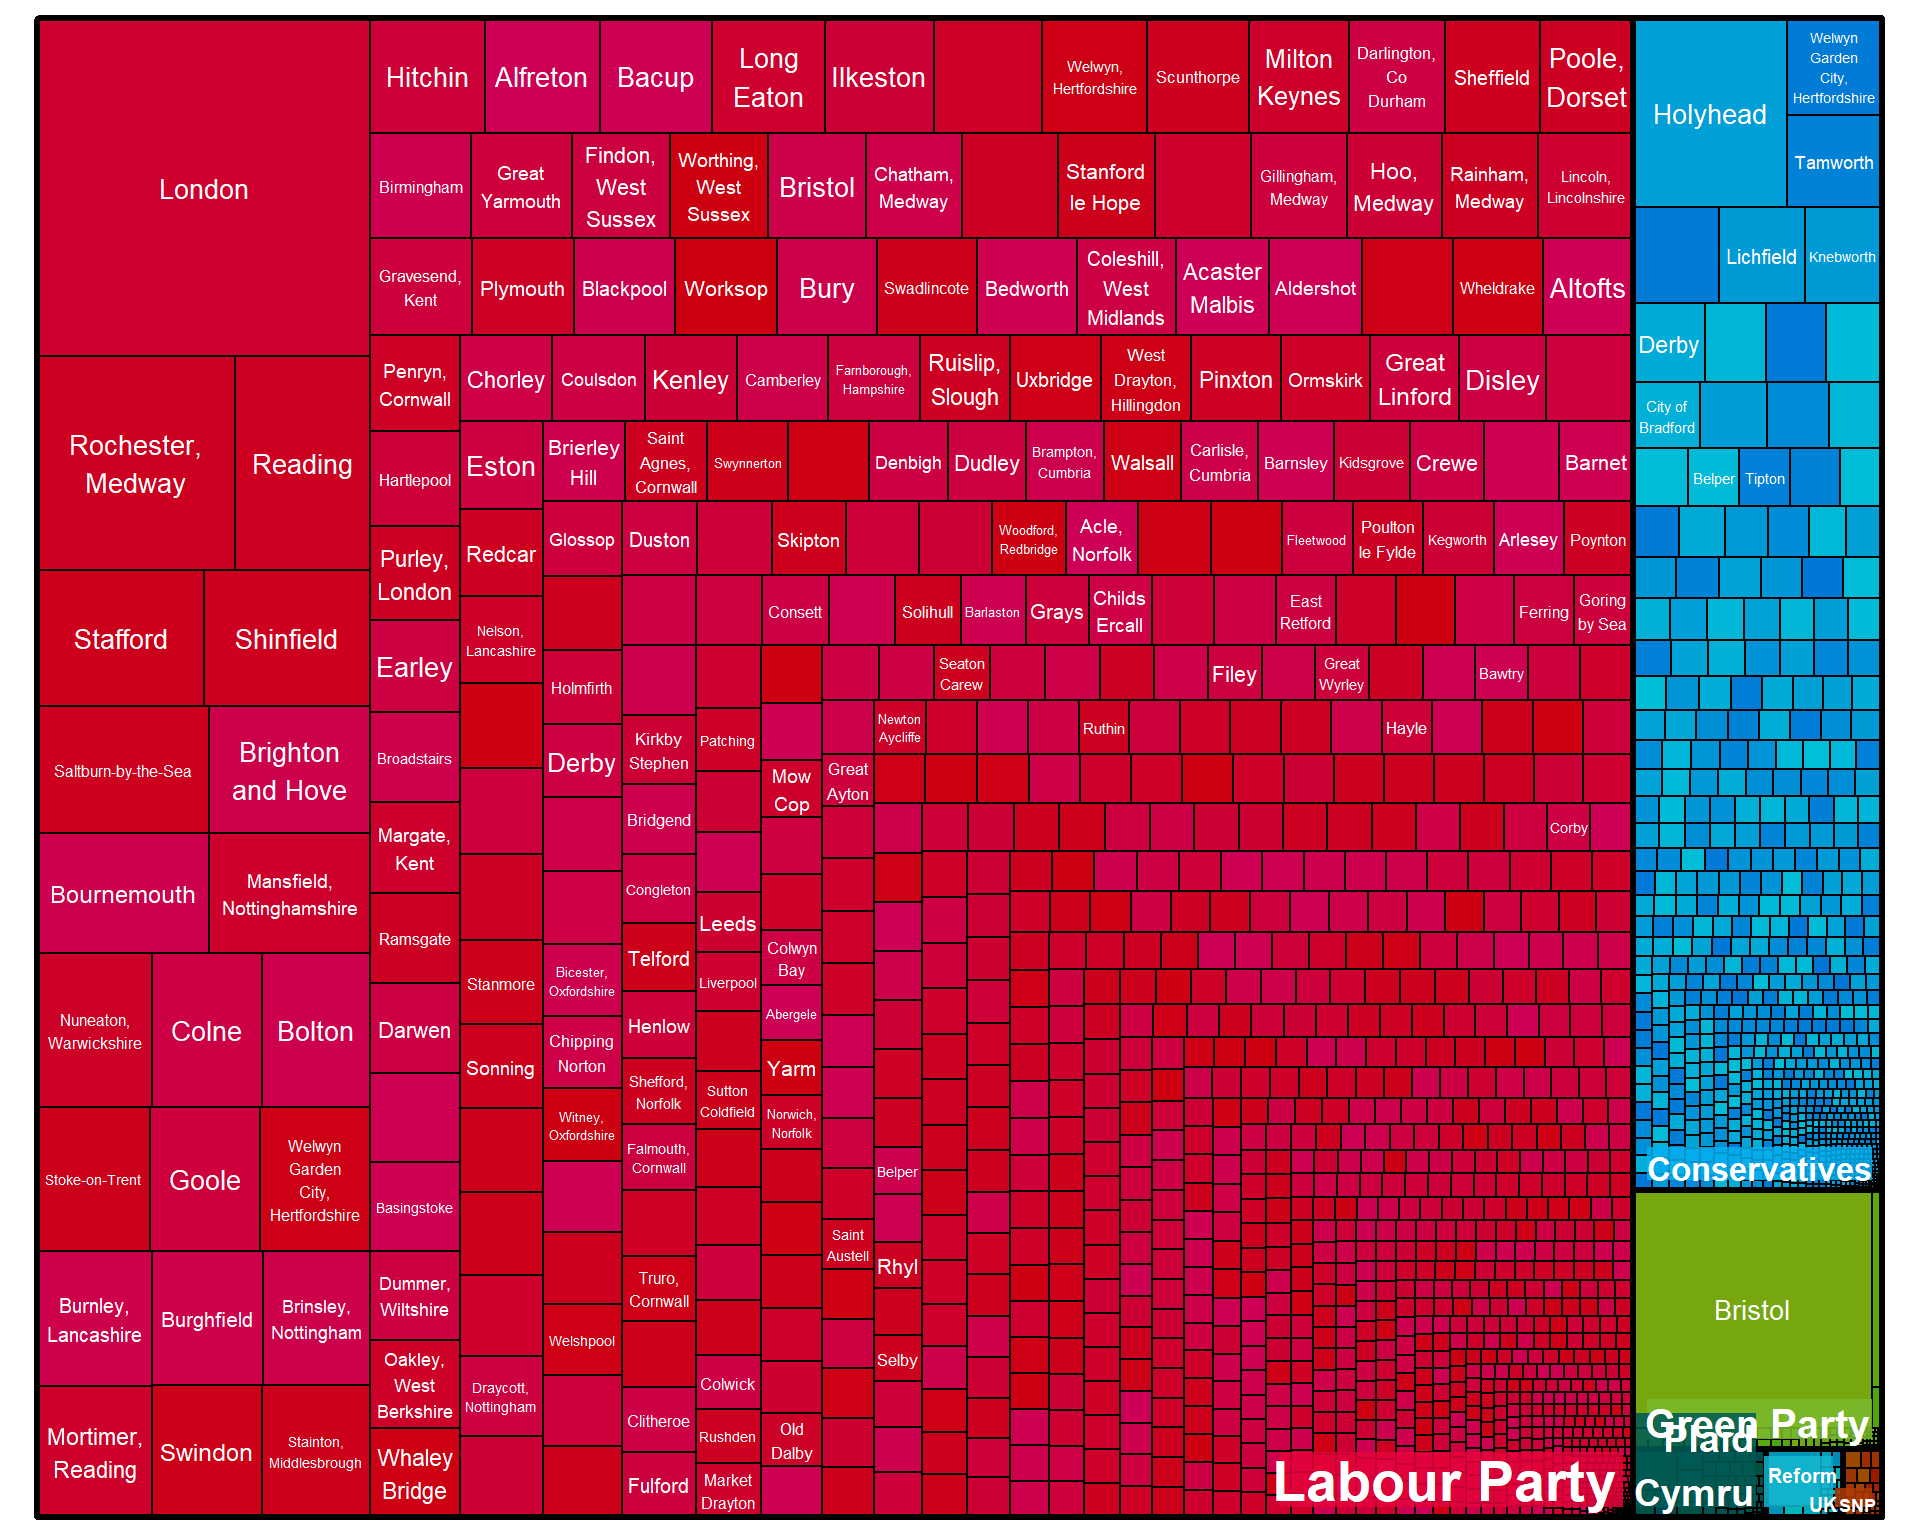 London
Rochester,
Medway
Reading
Stafford
Shinfield
Saltburn-by-the-Sea
Brighton
and Hove
Bournemouth
Mansfield,
Nottinghamshire
Nuneaton,
Warwickshire
Colne
Bolton
Stoke-on-Trent
Goole
Welwyn
Garden
City,
Hertfordshire
Burnley,
Lancashire
Burghfield
Brinsley,
Nottingham
Mortimer,
Reading
Swindon
Stainton,
Middlesbrough
Hitchin
Alfreton
Bacup
Long
Eaton
Ilkeston
Welwyn,
Hertfordshire
Scunthorpe
Milton
Keynes
Darlington,
Co
Durham
Sheffield
Poole,
Dorset
Birmingham
Great
Yarmouth
Findon,
West
Sussex
Worthing,
West
Sussex
Bristol
Chatham,
Medway
Stanford
le Hope
Gillingham,
Medway
Hoo,
Medway
Rainham,
Medway
Lincoln,
Lincolnshire
Gravesend,
Kent
Plymouth
Blackpool
Worksop
Bury
Swadlincote
Bedworth
Coleshill,
West
Midlands
Acaster
Malbis
Aldershot
Wheldrake
Altofts
Penryn,
Cornwall
Hartlepool
Purley,
London
Earley
Broadstairs
Margate,
Kent
Ramsgate
Darwen
Basingstoke
Dummer,
Wiltshire
Oakley,
West
Berkshire
Whaley
Bridge
Chorley
Coulsdon
Kenley
Camberley
Farnborough,
Hampshire
Ruislip,
Slough
Uxbridge
West
Drayton,
Hillingdon
Pinxton
Ormskirk
Great
Linford
Disley
Eston
Redcar
Nelson,
Lancashire
Stanmore
Sonning
Draycott,
Nottingham
Brierley
Hill
Saint
Agnes,
Cornwall
Swynnerton
Denbigh
Dudley
Brampton,
Cumbria
Walsall
Carlisle,
Cumbria
Barnsley
Kidsgrove
Crewe
Barnet
Glossop
Holmfirth
Derby
Bicester,
Oxfordshire
Chipping
Norton
Witney,
Oxfordshire
Welshpool
Duston
Skipton
Woodford,
Redbridge
Acle,
Norfolk
Fleetwood
Poulton
le Fylde
Kegworth
Arlesey
Poynton
Kirkby
Stephen
Bridgend
Congleton
Telford
Henlow
Shefford,
Norfolk
Falmouth,
Cornwall
Truro,
Cornwall
Clitheroe
Fulford
Consett
Solihull
Barlaston
Grays
Childs
Ercall
East
Retford
Ferring
Goring
by Sea
Patching
Leeds
Liverpool
Sutton
Coldfield
Colwick
Rushden
Market
Drayton
Mow
Cop
Colwyn
Bay
Abergele
Yarm
Norwich,
Norfolk
Old
Dalby
Seaton
Carew
Filey
Great
Wyrley
Bawtry
Great
Ayton
Saint
Austell
Newton
Aycliffe
Ruthin
Hayle
Belper
Rhyl
Selby
Corby
Labour Party
Holyhead
Welwyn
Garden
City,
Hertfordshire
Tamworth
Lichfield
Knebworth
Derby
City of
Bradford
Belper
Tipton
Conservatives
Bristol
Green Party
Plaid
Cymru
Reform
UK
SNP